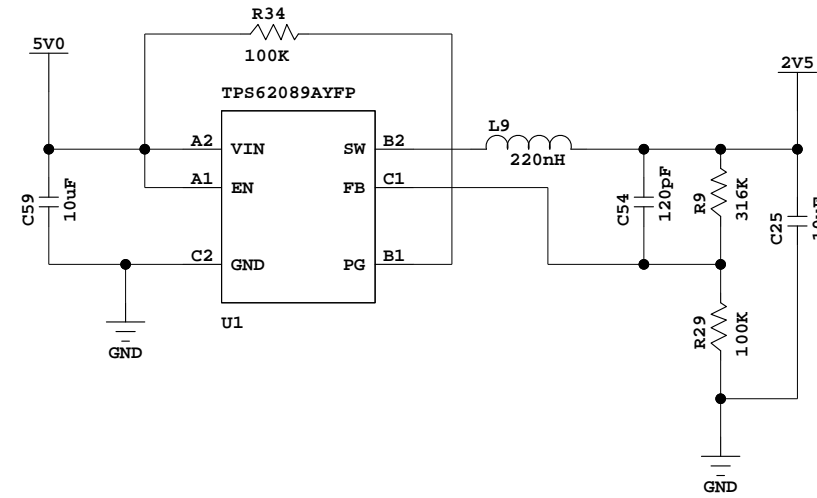 R34
100K
5V0
2V5
TPS62089AYFP
A2 VIN SW B2
L9
220nH
A1 EN FB C1
C59
10uF
C54
120pF
R9
316K
C25
C2 GND PG B1
U1
GND
R29
100K
GND